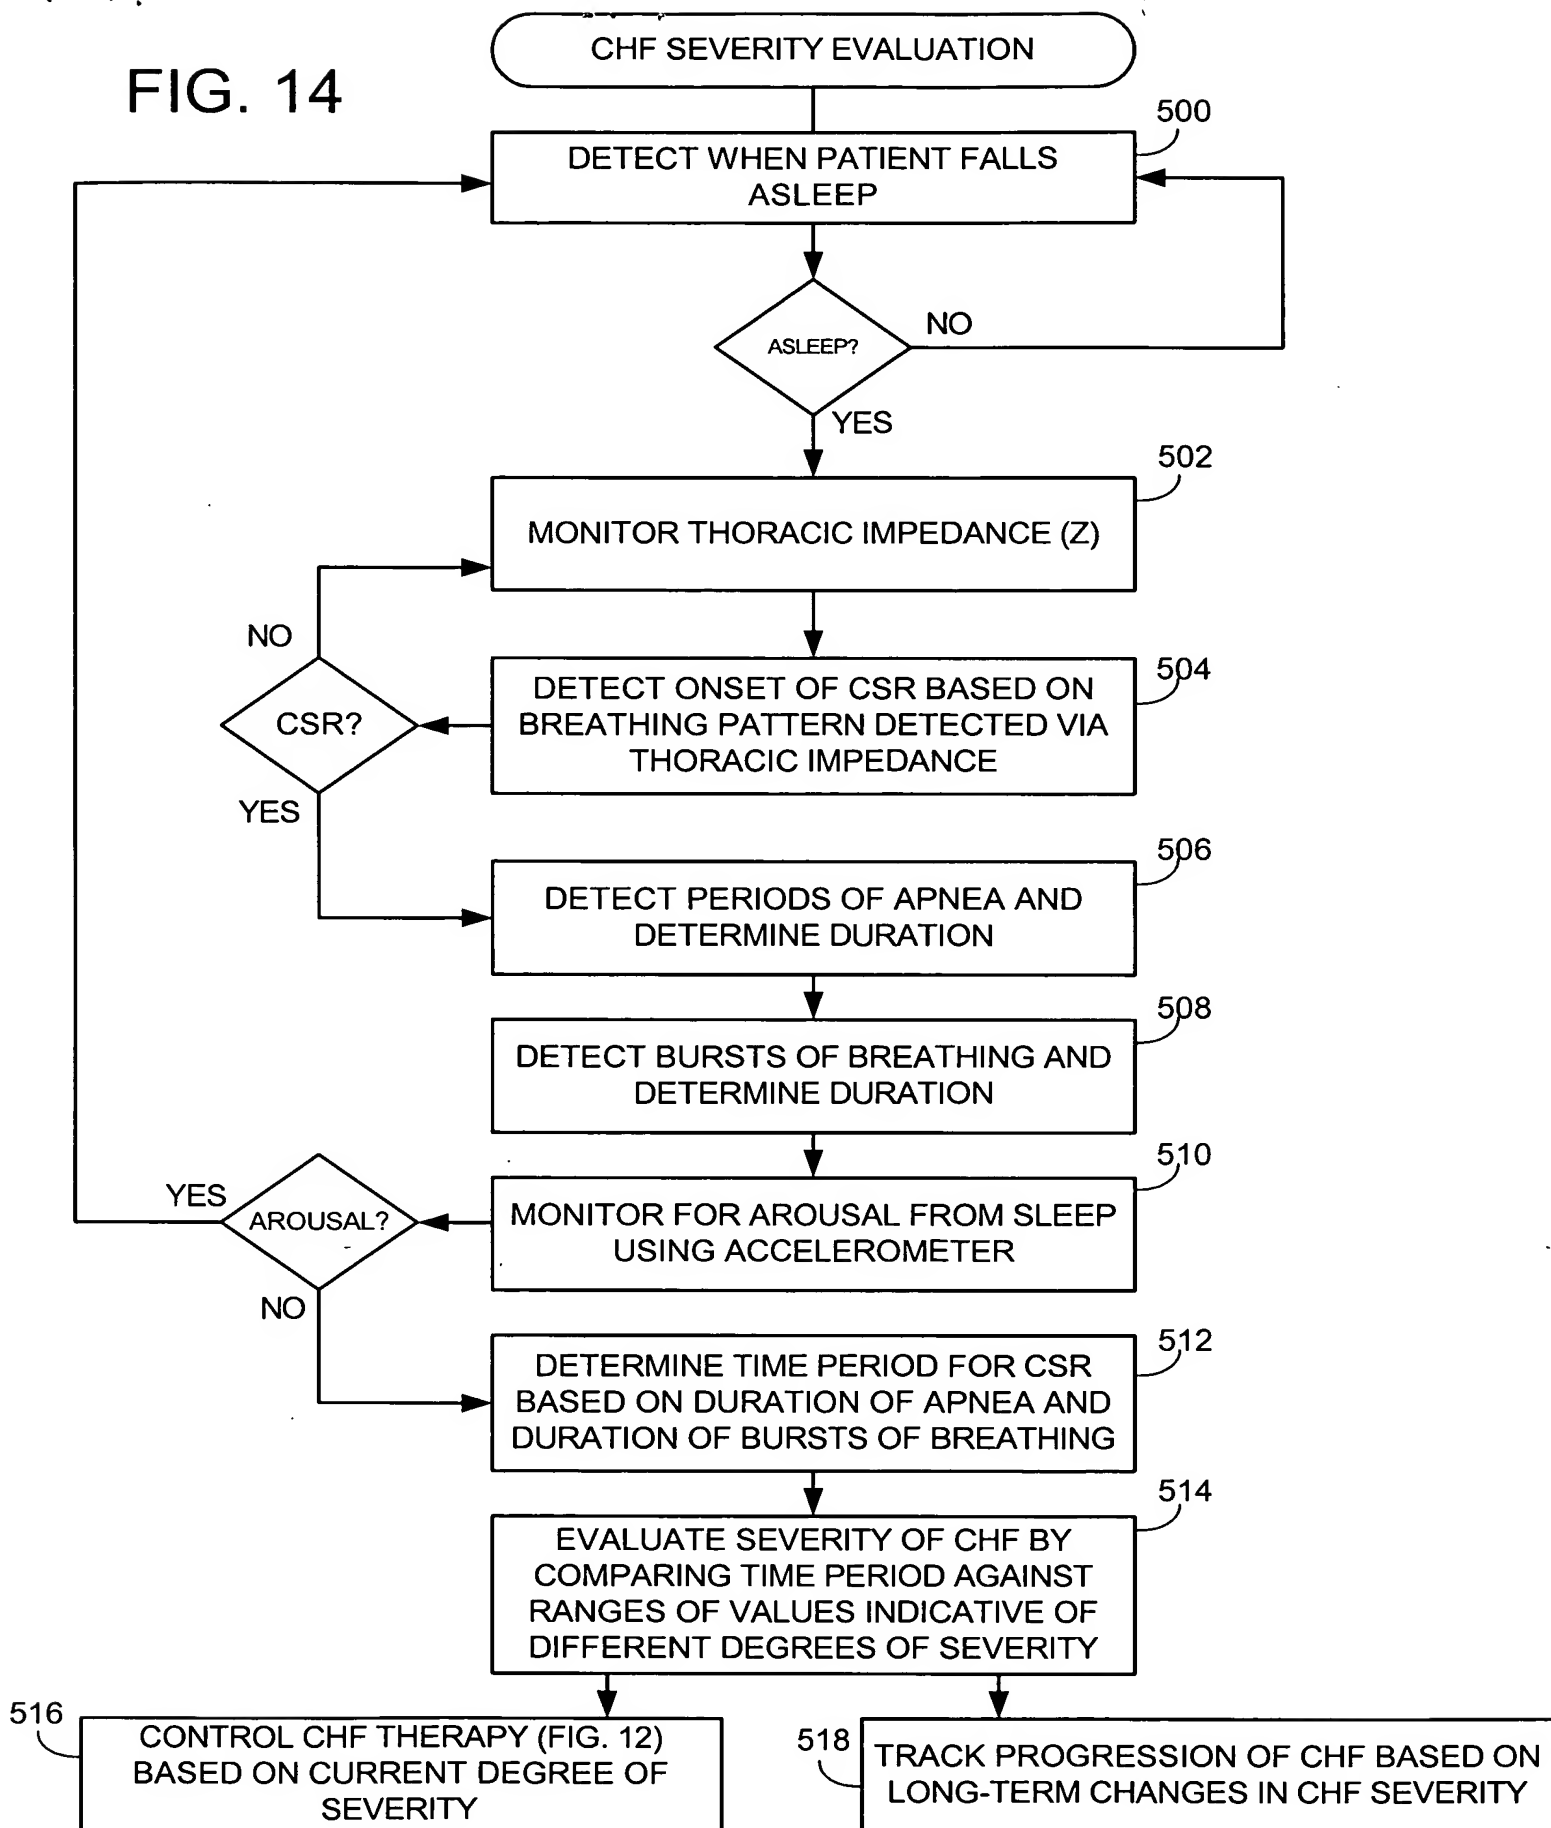 FIG. 14
CHF SEVERITY EVALUATION
500
DETECT WHEN PATIENT FALLS
ASLEEP
ASLEEP?
NO
YES
502
MONITOR THORACIC IMPEDANCE (Z)
NO
CSR?
YES
504
DETECT ONSET OF CSR BASED ON
BREATHING PATTERN DETECTED VIA
THORACIC IMPEDANCE
506
DETECT PERIODS OF APNEA AND
DETERMINE DURATION
508
DETECT BURSTS OF BREATHING AND
DETERMINE DURATION
510
MONITOR FOR AROUSAL FROM SLEEP
USING ACCELEROMETER
YES
AROUSAL?
NO
512
DETERMINE TIME PERIOD FOR CSR
BASED ON DURATION OF APNEA AND
DURATION OF BURSTS OF BREATHING
514
EVALUATE SEVERITY OF CHF BY
COMPARING TIME PERIOD AGAINST
RANGES OF VALUES INDICATIVE OF
DIFFERENT DEGREES OF SEVERITY
516
CONTROL CHF THERAPY (FIG. 12)
BASED ON CURRENT DEGREE OF
SEVERITY
518
TRACK PROGRESSION OF CHF BASED ON
LONG-TERM CHANGES IN CHF SEVERITY